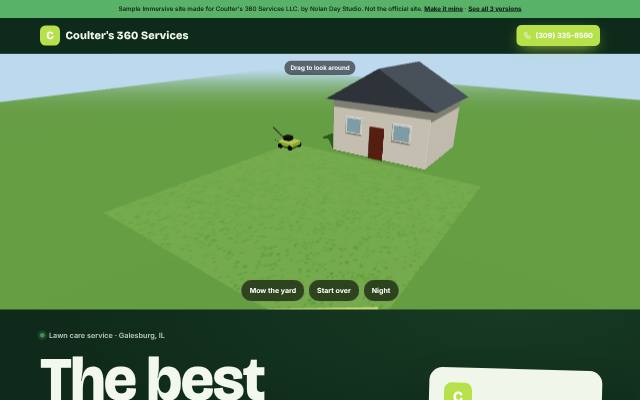 Sample Immersive site made for Coulter's 360 Services LLC. by Nolan Day Studio. Not the official site. Make it mine · See all 3 versions
C Coulter's 360 Services
(309) 335-8560
Drag to look around
Mow the yard Start over Night
Lawn care service · Galesburg, IL
The best
C